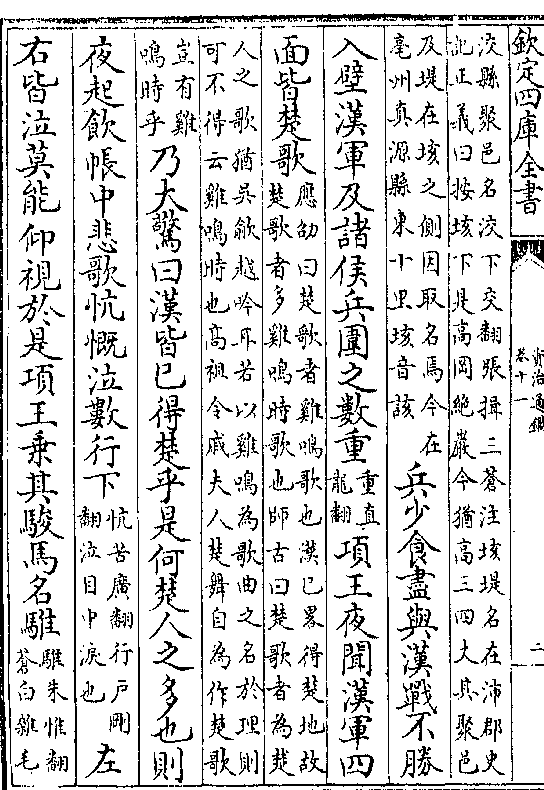 欽定四庫全書
資治通鑑
卷十一
二
洨縣聚邑名洨下交翻張揖三蒼注垓堤名在沛郡史
記正義曰按垓下是高岡絶巖今猶高三四丈其聚邑
及堤在垓之側因取名焉今在
亳州真源縣東十里垓音該
兵少食盡與漢戰不勝
入壁漢軍及諸侯兵圍之數重
重直
龍翻
項王夜聞漢軍四
面皆楚歌
應劭曰楚歌者雞鳴歌也漢已畧得楚地故
楚歌者多雞鳴時歌也師古曰楚歌者為楚
人之歌猶吳歈越吟耳若以雞鳴為歌曲之名於理則
可不得云雞鳴時也高祖令戚夫人楚舞自為作楚歌
豈有雞
鳴時乎
乃大驚曰漢皆已得楚乎是何楚人之多也則
夜起飲帳中悲歌忼慨泣數行下
忼苦廣翻行戶剛
翻泣目中淚也
左
右皆泣莫能仰視於是項王乗其駿馬名騅
騅朱惟翻
蒼白雜毛